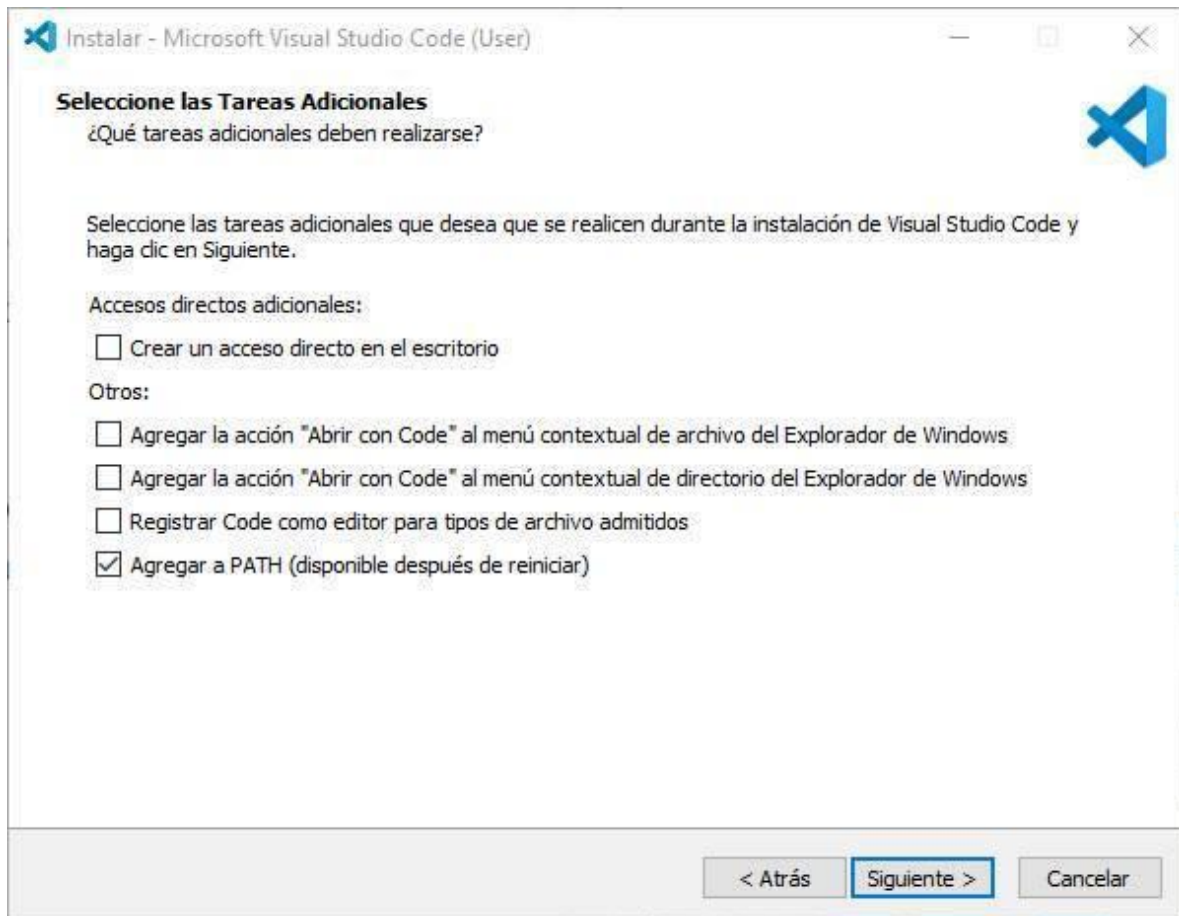 Instalar - Microsoft Visual Studio Code (User)
Seleccione las Tareas Adicionales
¿Qué tareas adicionales deben realizarse?
Seleccione las tareas adicionales que desea que se realicen durante la instalación de Visual Studio Code y
haga clic en Siguiente.
Accesos directos adicionales:
Crear un acceso directo en el escritorio
Otros:
Agregar la acción "Abrir con Code" al menú contextual de archivo del Explorador de Windows
Agregar la acción "Abrir con Code" al menú contextual de directorio del Explorador de Windows
Registrar Code como editor para tipos de archivo admitidos
Agregar a PATH (disponible después de reiniciar)
< Atrás Siguiente > Cancelar